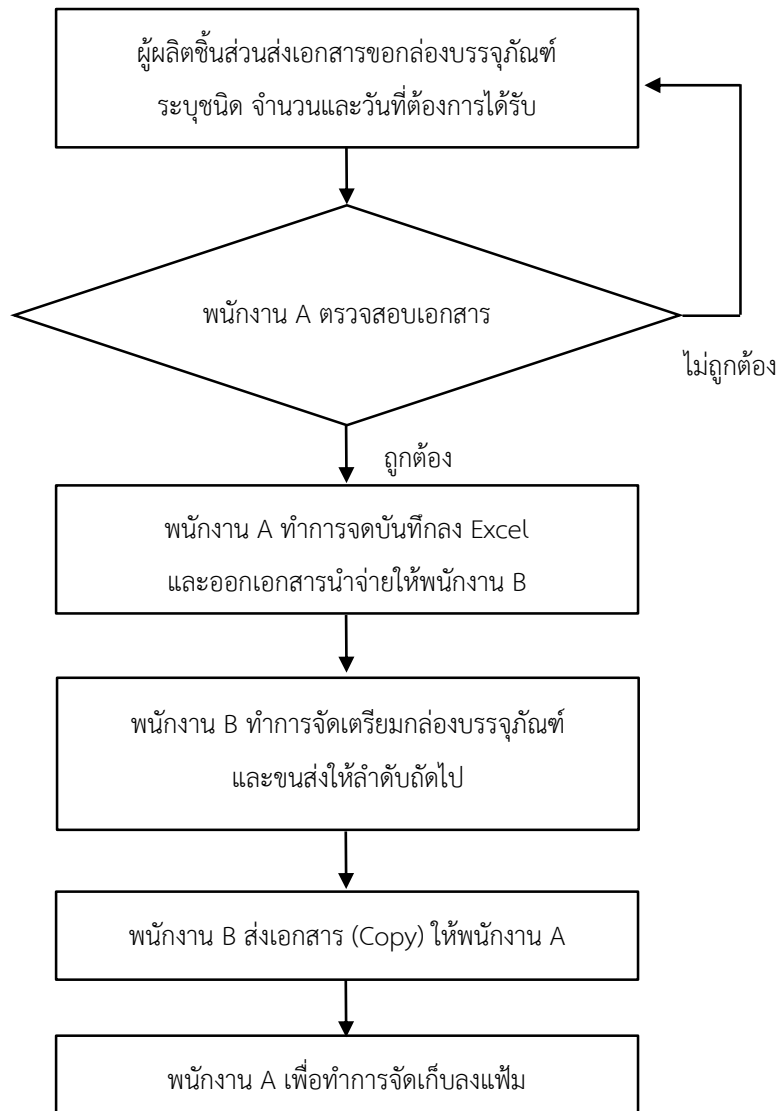 ผู้ผลิตชิ้นส่วนส่งเอกสารขอกล่องบรรจุภัณฑ์
ระบุชนิด จำนวนและวันที่ต้องการได้รับ
พนักงาน A ตรวจสอบเอกสาร
ไม่ถูกต้อง
ถูกต้อง
พนักงาน A ทำการจดบันทึกลง Excel
และออกเอกสารนำจ่ายให้พนักงาน B
พนักงาน B ทำการจัดเตรียมกล่องบรรจุภัณฑ์
และขนส่งให้ลำดับถัดไป
พนักงาน B ส่งเอกสาร (Copy) ให้พนักงาน A
พนักงาน A เพื่อทำการจัดเก็บลงแฟ้ม